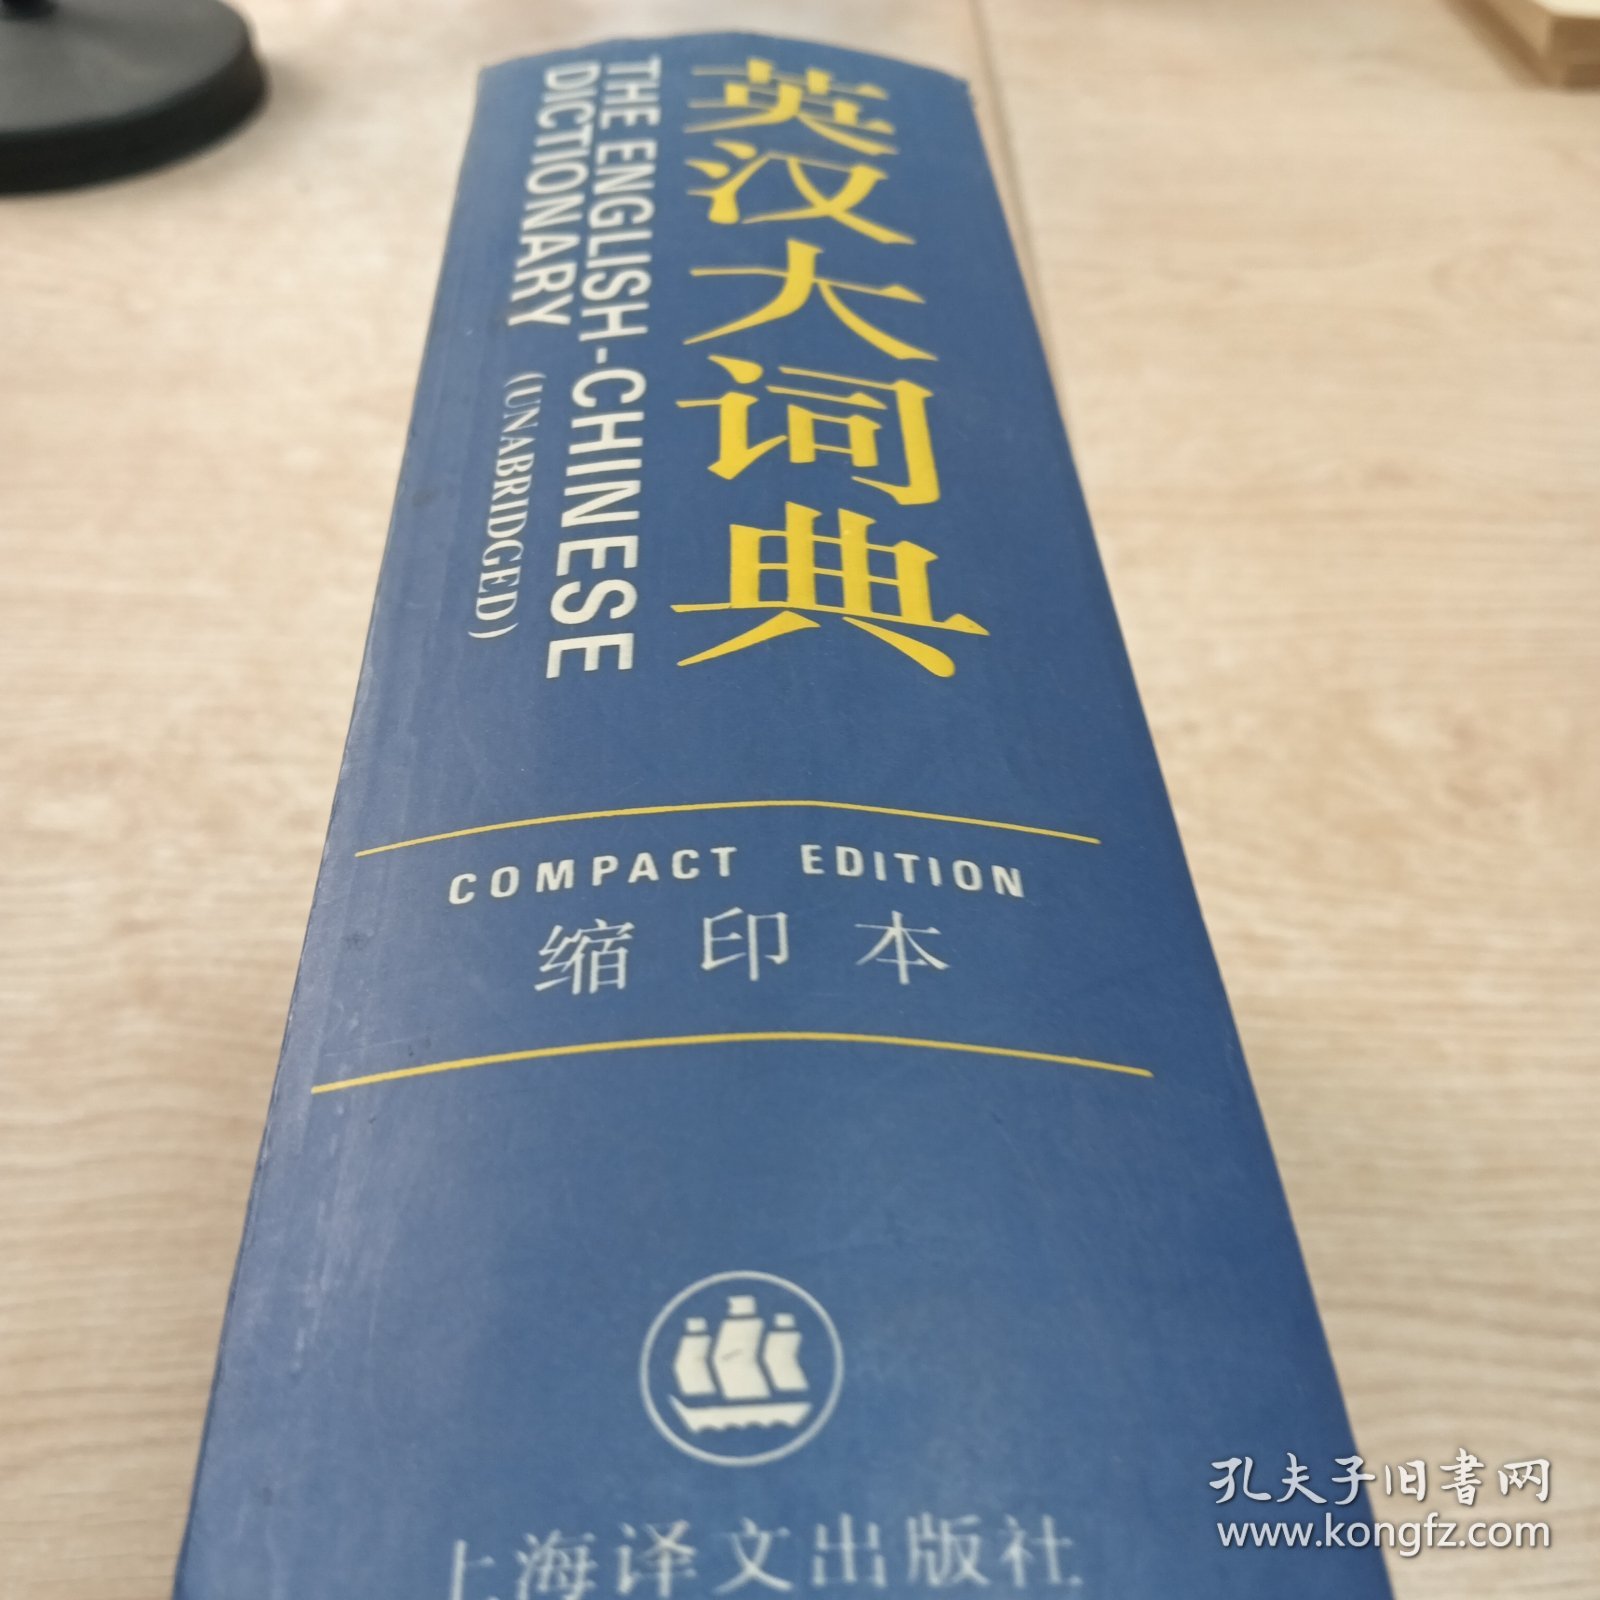 英汉大词典
THE ENGLISH-CHINESE
DICTIONARY (UNABRIDGED)
COMPACT EDITION
缩印本
上海译文出版社
孔夫子旧书网
www.kongfz.com